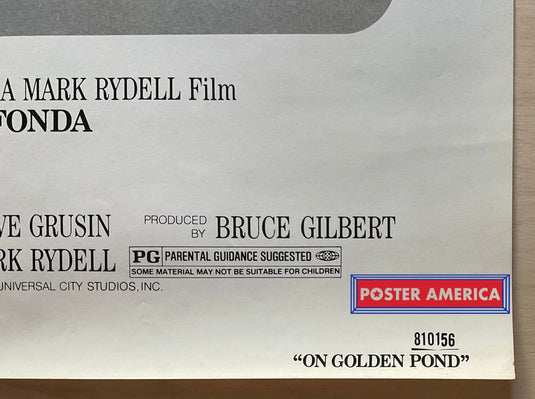 A MARK RYDELL Film
FONDA
VE GRUSIN
PRODUCED BY BRUCE GILBERT
RK RYDELL
PG PARENTAL GUIDANCE SUGGESTED
SOME MATERIAL MAY NOT BE SUITABLE FOR CHILDREN
UNIVERSAL CITY STUDIOS, INC.
POSTER AMERICA
810156
“ON GOLDEN POND”